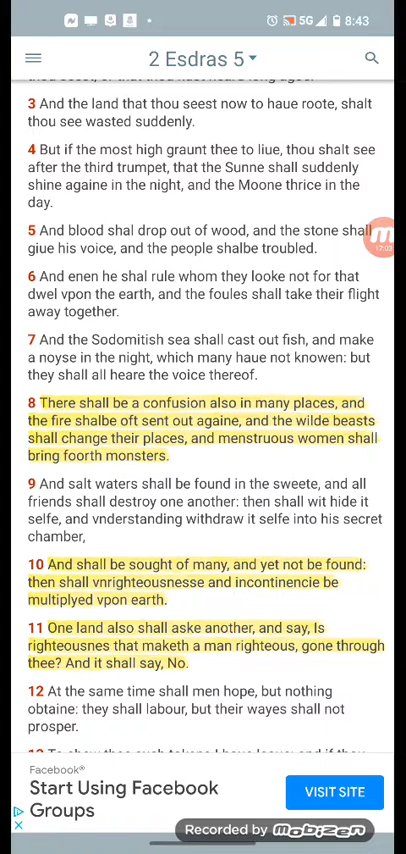 5G 8:43
2 Esdras 5
3 And the land that thou seest now to haue roote, shalt
thou see wasted suddenly.
4 But if the most high graunt thee to liue, thou shalt see
after the third trumpet, that the Sunne shall suddenly
shine againe in the night, and the Moone thrice in the
day.
5 And blood shal drop out of wood, and the stone shall
giue his voice, and the people shalbe troubled.
17:03
6 And enen he shal rule whom they looke not for that
dwel vpon the earth, and the foules shall take their flight
away together.
7 And the Sodomitish sea shall cast out fish, and make
a noyse in the night, which many haue not knowen: but
they shall all heare the voice thereof.
8 There shall be a confusion also in many places, and
the fire shalbe oft sent out againe, and the wilde beasts
shall change their places, and menstruous women shall
bring foorth monsters.
9 And salt waters shall be found in the sweete, and all
friends shall destroy one another: then shall wit hide it
selfe, and vnderstanding withdraw it selfe into his secret
chamber,
10 And shall be sought of many, and yet not be found:
then shall vnrighteousnesse and incontinencie be
multiplyed vpon earth.
11 One land also shall aske another, and say, Is
righteousnes that maketh a man righteous, gone through
thee? And it shall say, No.
12 At the same time shall men hope, but nothing
obtaine: they shall labour, but their wayes shall not
prosper.
Facebook®
Start Using Facebook
Groups
VISIT SITE
Recorded by mobizen